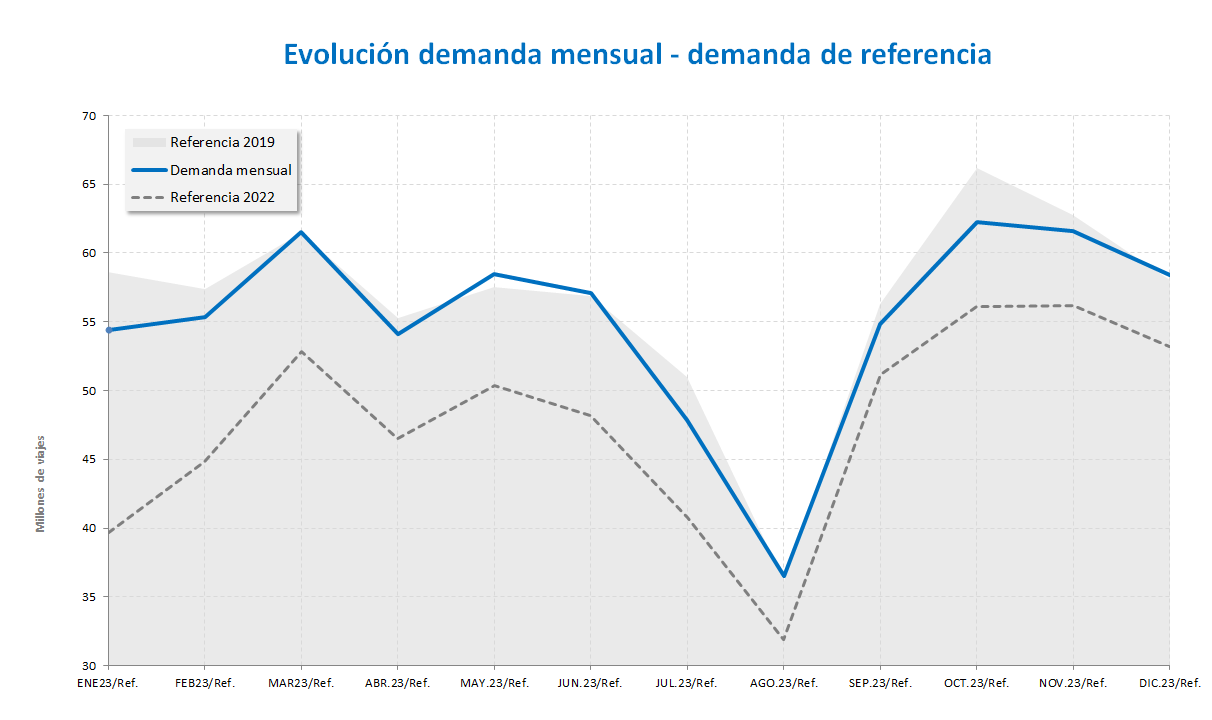 Evolución demanda mensual - demanda de referencia
70
Referencia 2019
Demanda mensual
Referencia 2022
65
60
55
50
45
40
35
30
Millones de viajes
ENE23/Ref. FEB23/Ref. MAR23/Ref. ABR.23/Ref. MAY.23/Ref. JUN.23/Ref. JUL.23/Ref. AGO.23/Ref. SEP.23/Ref. OCT.23/Ref. NOV.23/Ref. DIC.23/Ref.